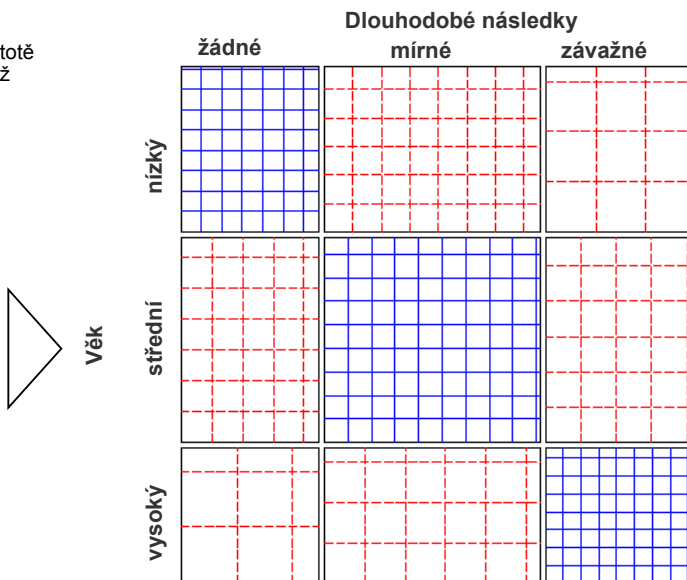 Dlouhodobé následky
totě
ž
žádné mírné závažné
nízký
Věk
střední
vysoký